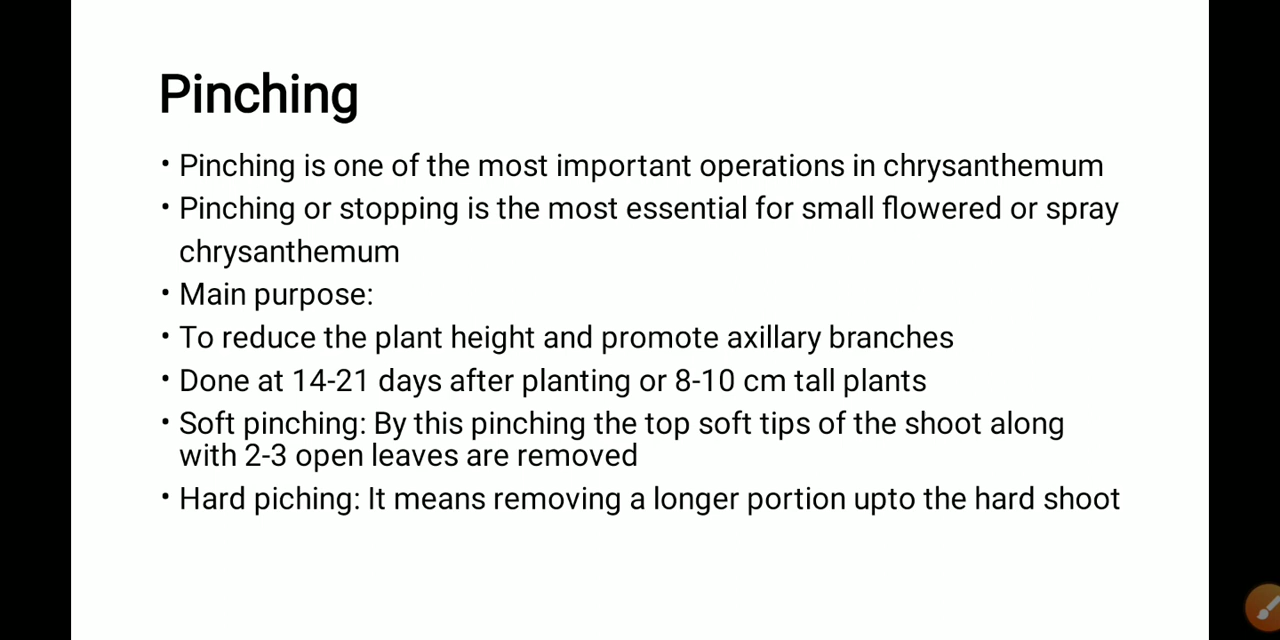 Pinching
• Pinching is one of the most important operations in chrysanthemum
• Pinching or stopping is the most essential for small flowered or spray
chrysanthemum
• Main purpose:
• To reduce the plant height and promote axillary branches
• Done at 14-21 days after planting or 8-10 cm tall plants
• Soft pinching: By this pinching the top soft tips of the shoot along
with 2-3 open leaves are removed
• Hard piching: It means removing a longer portion upto the hard shoot